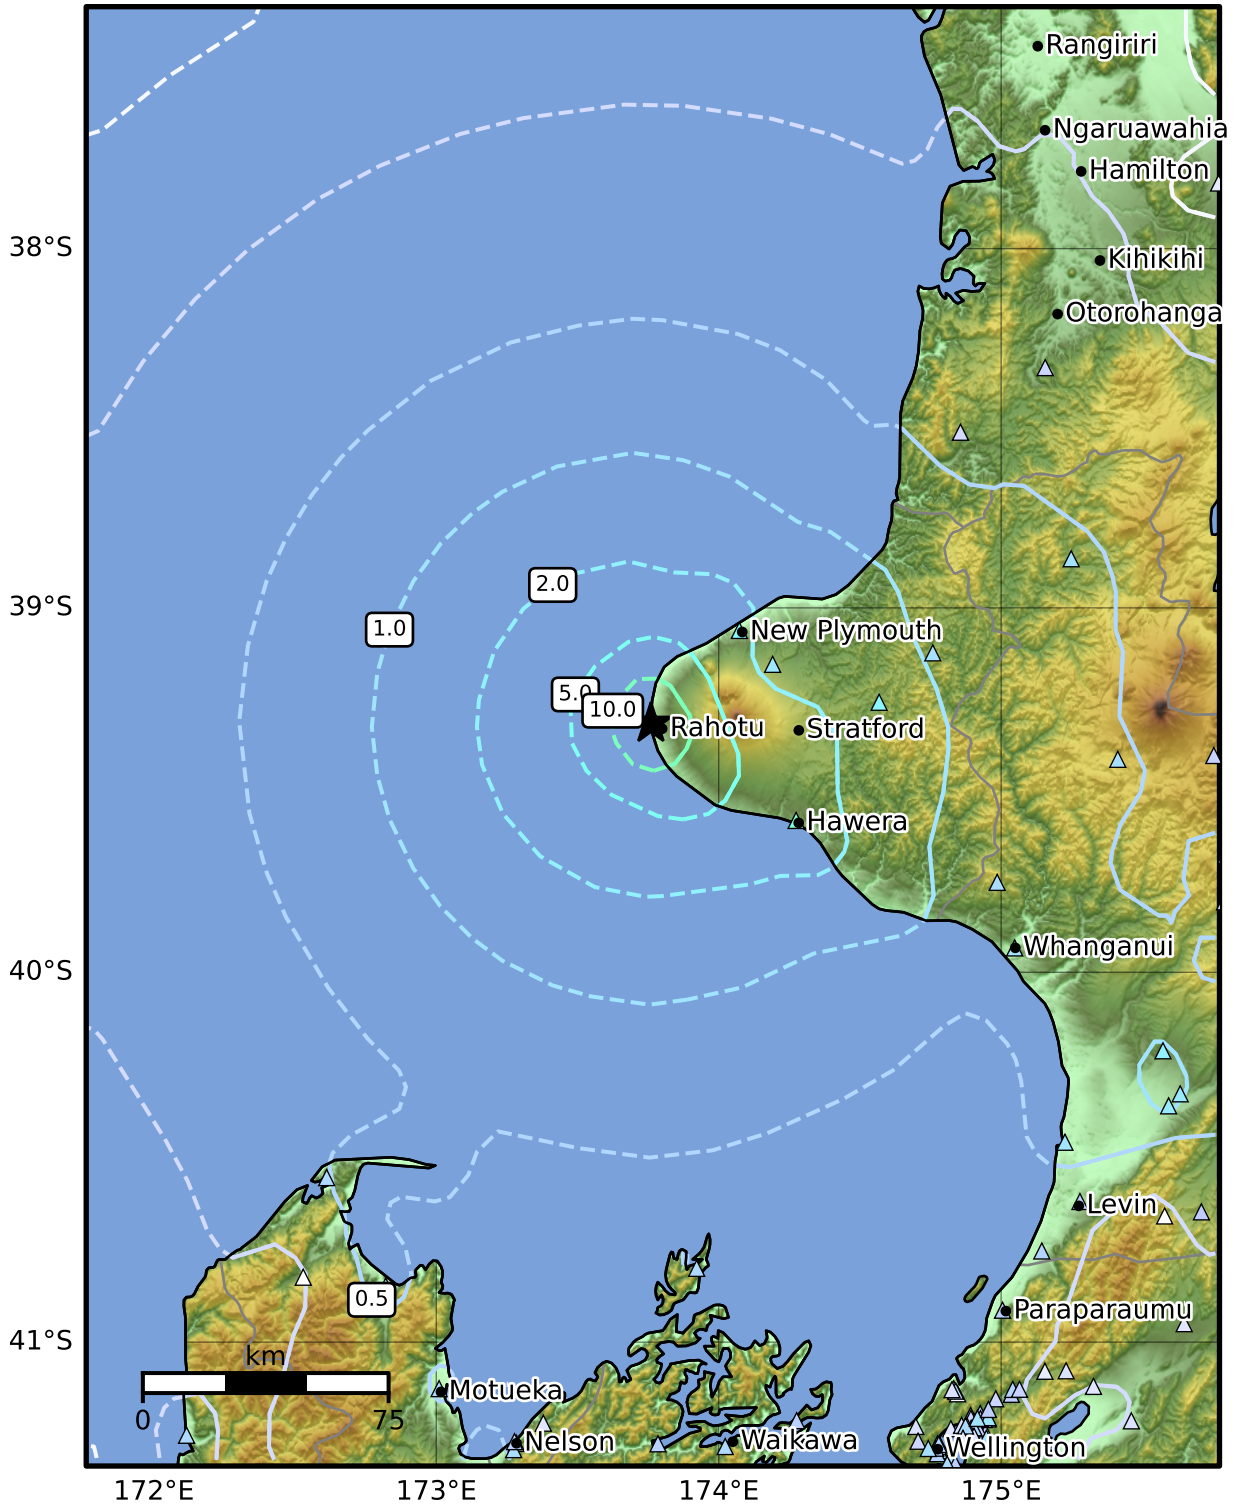 Rangiriri
Ngaruawahia
Hamilton
38°S
Kihikihi
Otorohanga
2.0
39°S
1.0
New Plymouth
5.0
10.0
Rahotu
Stratford
Hawera
Whanganui
40°S
Levin
0.5
Paraparaumu
41°S
km
Motueka
0
75
Nelson
Waikawa
Wellington
172°E
173°E
174°E
175°E